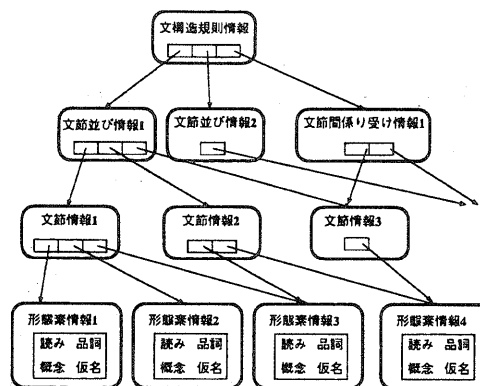 文構造規則情報
文節並び情報1
文節並び情報2
文節間係り受け情報1
文節情報1
文節情報2
文節情報3
形態素情報1
形態素情報2
形態素情報3
形態素情報4
読み 品詞
概念 仮名
読み 品詞
概念 仮名
読み 品詞
概念 仮名
読み 品詞
概念 仮名